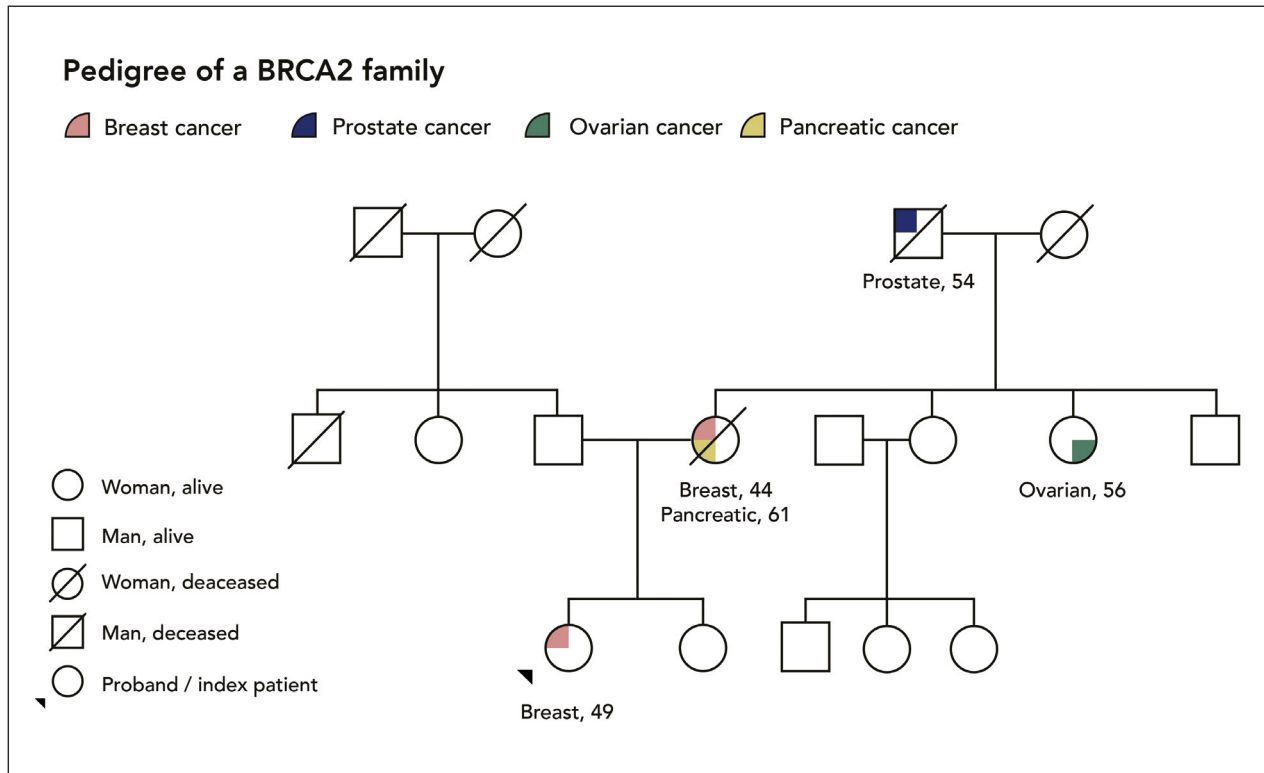 Pedigree of a BRCA2 family
Breast cancer
Prostate cancer
Ovarian cancer
Pancreatic cancer
Prostate, 54
Breast, 44
Pancreatic, 61
Ovarian, 56
Woman, alive
Man, alive
Woman, deaceased
Man, deceased
Proband / index patient
Breast, 49